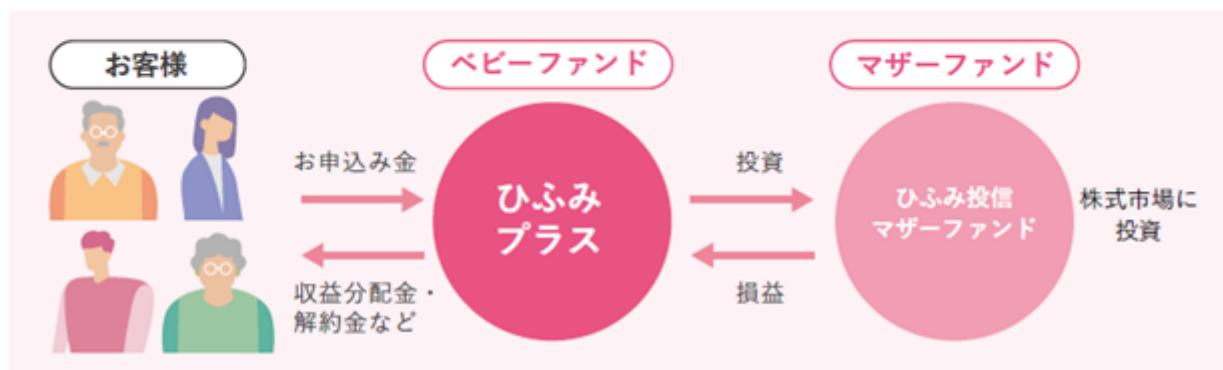 お客様
ベビーファンド
マザーファンド
お申込み金
ひふみ
プラス
収益分配金・
解約金など
投資
損益
ひふみ投信
マザーファンド
株式市場に
投資